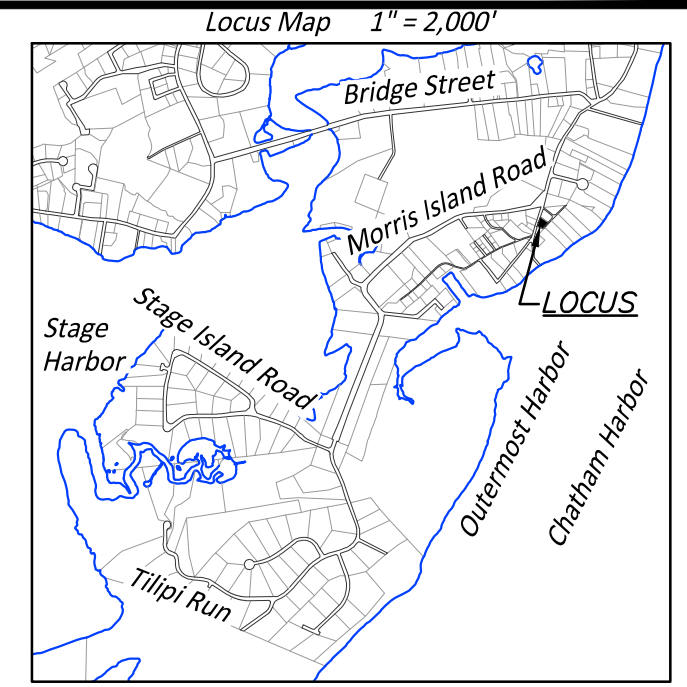 Locus Map 1" = 2,000'
Bridge Street
Morris Island Road
LOCUS
Stage Island Road
Stage
Harbor
Outermost Harbor
Chatham Harbor
Tilipi Run